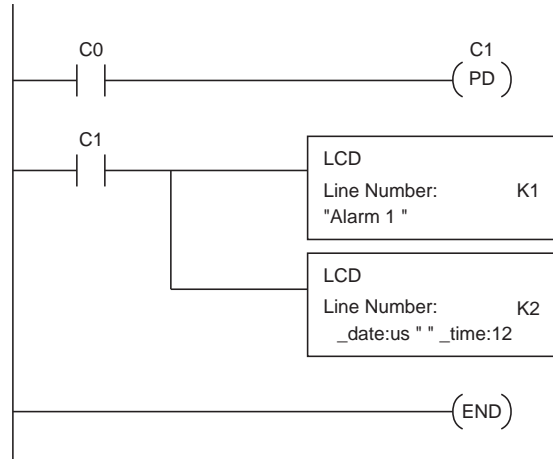 C0
C1
PD
C1
LCD
Line Number: K1
"Alarm 1 "
LCD
Line Number: K2
_date:us " " _time:12
END